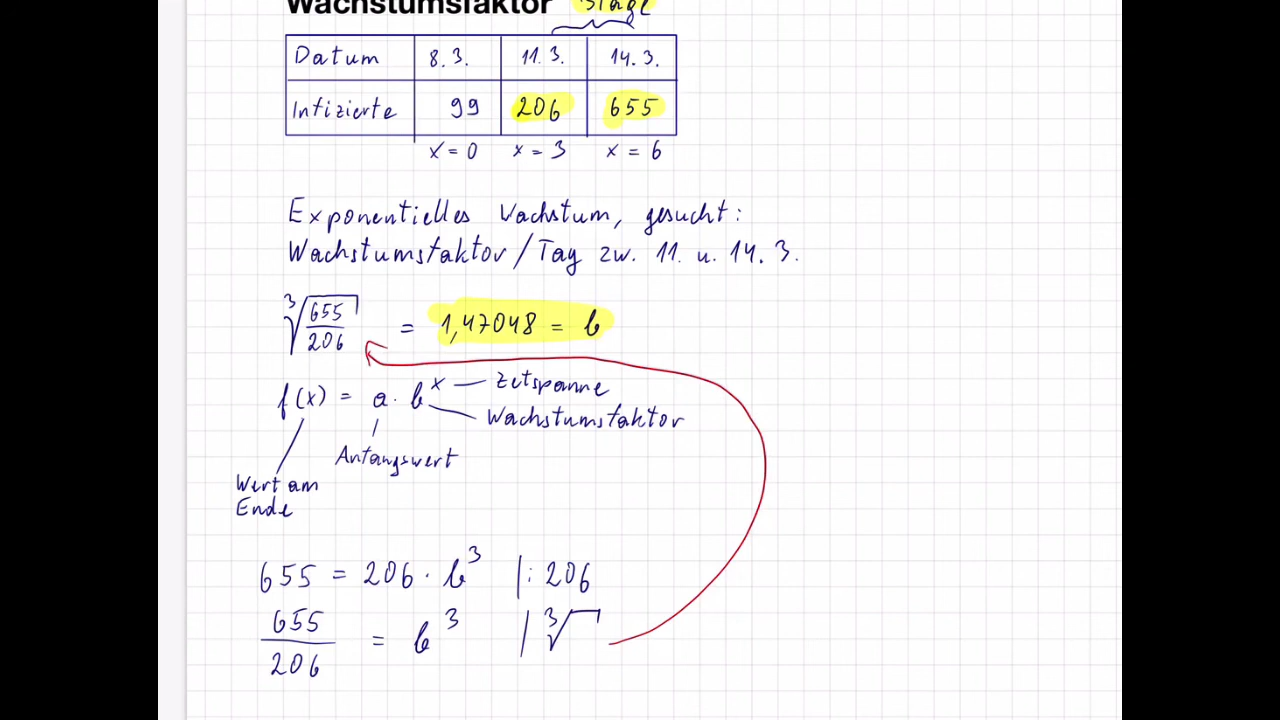 Wachstumsfaktor 3Tage
Datum 8.3. 11.3. 14.3.
Infizierte 99 206 655
x=0 x=3 x=6
Exponentielles Wachstum, gesucht:
Wachstumsfaktor/Tag zw. 11. u. 14.3.
∛(655/206) = 1,47048 = b
f(x) = a·b^x — Zeitspanne
Wachstumsfaktor
Anfangswert
Wert am
Ende
655 = 206 · b³ |: 206
655/206 = b³ | ∛